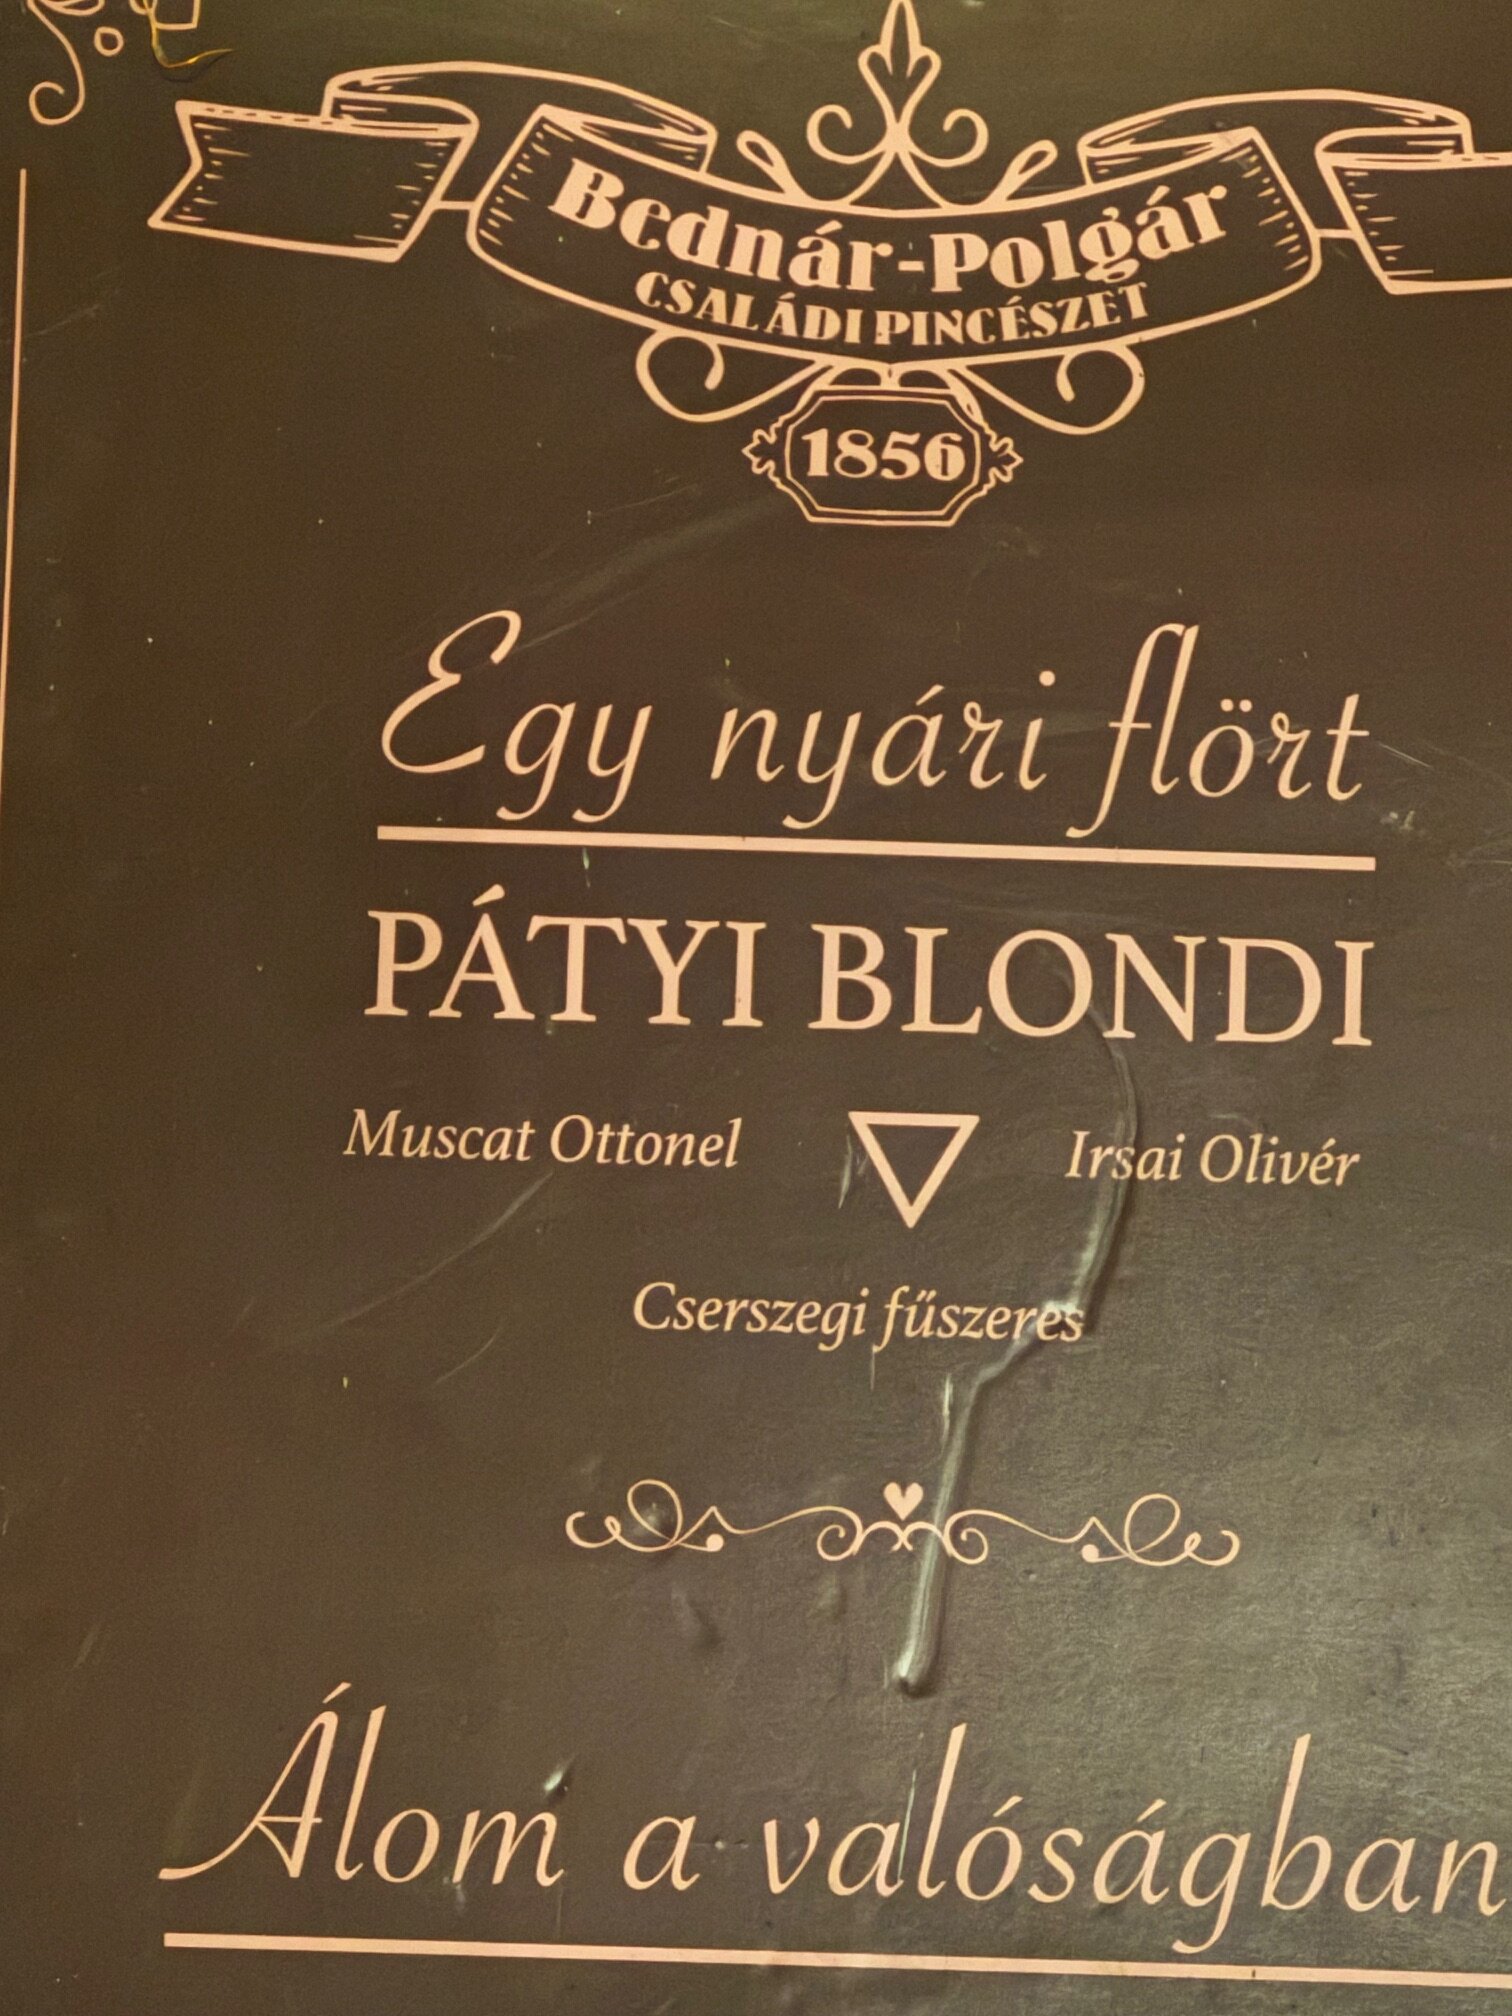 Bednár-Polgár
CSALÁDI PINCÉSZET
1856
Egy nyári flört
PÁTYI BLONDI
Muscat Ottonel
Irsai Olivér
Cserszegi fűszeres
Álom a valóságban